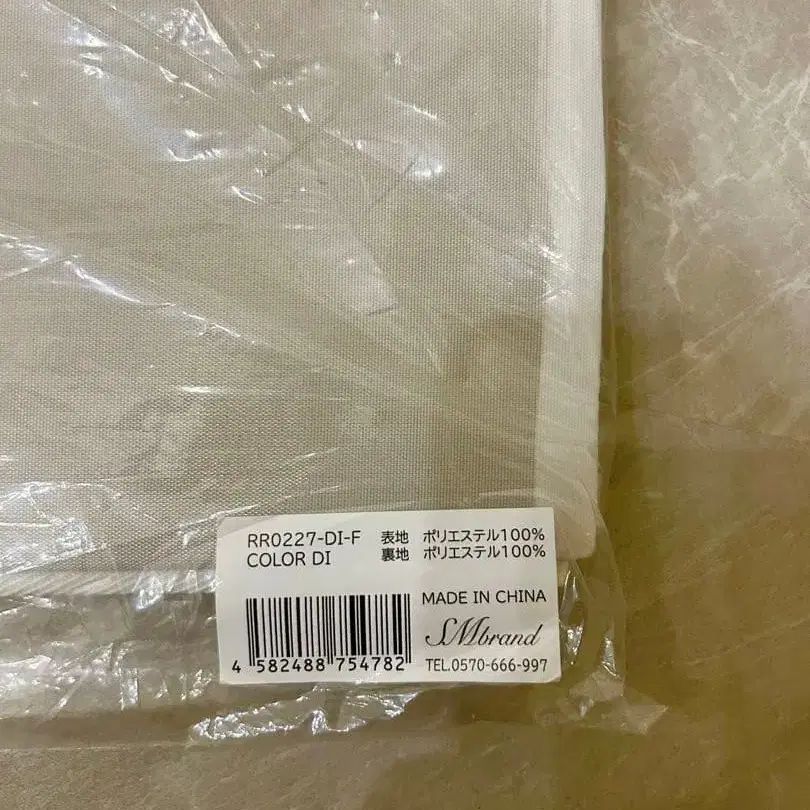 RR0227-DI-F 表地 ポリエステル100%
COLOR DI 裏地 ポリエステル100%
MADE IN CHINA
SMbrand
4 582488 754782
TEL.0570-666-997